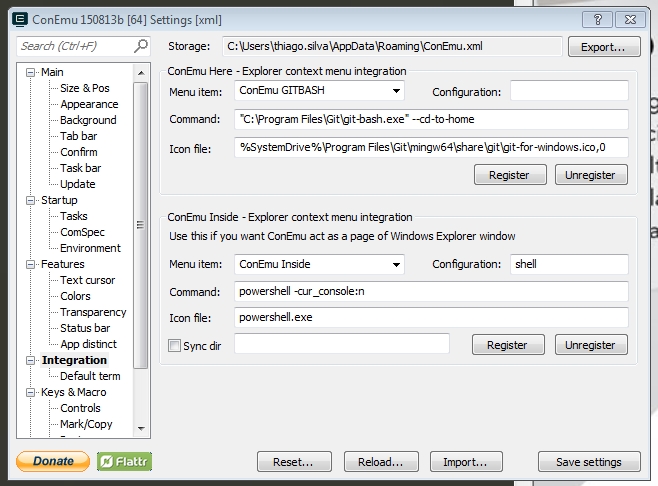 ConEmu 150813b [64] Settings [xml]
Search (Ctrl+F)
Storage: C:\Users\thiago.silva\AppData\Roaming\ConEmu.xml Export...
Main
Size & Pos
Appearance
Background
Tab bar
Confirm
Task bar
Update
Startup
Tasks
ComSpec
Environment
Features
Text cursor
Colors
Transparency
Status bar
App distinct
Integration
Default term
Keys & Macro
Controls
Mark/Copy
ConEmu Here - Explorer context menu integration
Menu item: ConEmu GITBASH Configuration:
Command: "C:\Program Files\Git\git-bash.exe" --cd-to-home
Icon file: %SystemDrive%\Program Files\Git\mingw64\share\git\git-for-windows.ico,0
Register Unregister
ConEmu Inside - Explorer context menu integration
Use this if you want ConEmu act as a page of Windows Explorer window
Menu item: ConEmu Inside Configuration: shell
Command: powershell -cur_console:n
Icon file: powershell.exe
Sync dir Register Unregister
Donate Flattr Reset... Reload... Import... Save settings